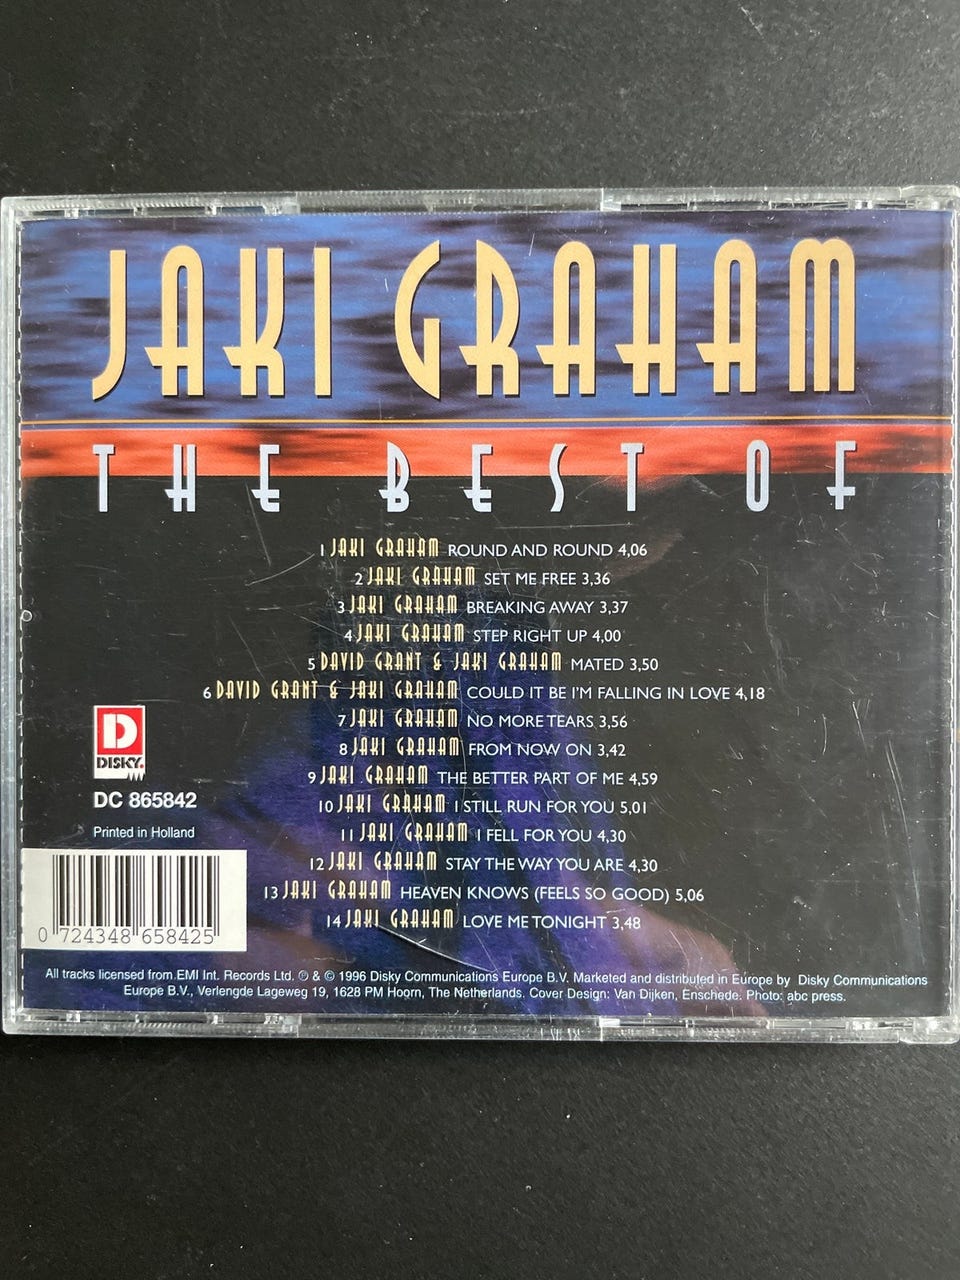 JAKI GRAHAM
THE BEST OF
1 JAKI GRAHAM ROUND AND ROUND 4,06
2 JAKI GRAHAM SET ME FREE 3,36
3 JAKI GRAHAM BREAKING AWAY 3,37
4 JAKI GRAHAM STEP RIGHT UP 4,00
5 DAVID GRANT & JAKI GRAHAM MATED 3,50
6 DAVID GRANT & JAKI GRAHAM COULD IT BE I'M FALLING IN LOVE 4,18
7 JAKI GRAHAM NO MORE TEARS 3,56
8 JAKI GRAHAM FROM NOW ON 3,42
9 JAKI GRAHAM THE BETTER PART OF ME 4,59
10 JAKI GRAHAM I STILL RUN FOR YOU 5,01
11 JAKI GRAHAM I FELL FOR YOU 4,30
12 JAKI GRAHAM STAY THE WAY YOU ARE 4,30
13 JAKI GRAHAM HEAVEN KNOWS (FEELS SO GOOD) 5,06
14 JAKI GRAHAM LOVE ME TONIGHT 3,48
D
DISKY.
DC 865842
Printed in Holland
0 724348 658425
All tracks licensed from EMI Int. Records Ltd. ℗ & © 1996 Disky Communications Europe B.V. Marketed and distributed in Europe by Disky Communications
Europe B.V., Verlengde Lageweg 19, 1628 PM Hoorn, The Netherlands. Cover Design: Van Dijken, Enschede. Photo: abc press.